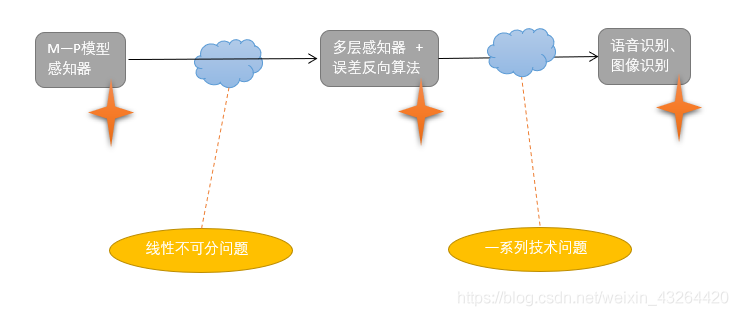 M—P模型
感知器
多层感知器 +
误差反向算法
语音识别、
图像识别
线性不可分问题
一系列技术问题
https://blog.csdn.net/weixin_43264420